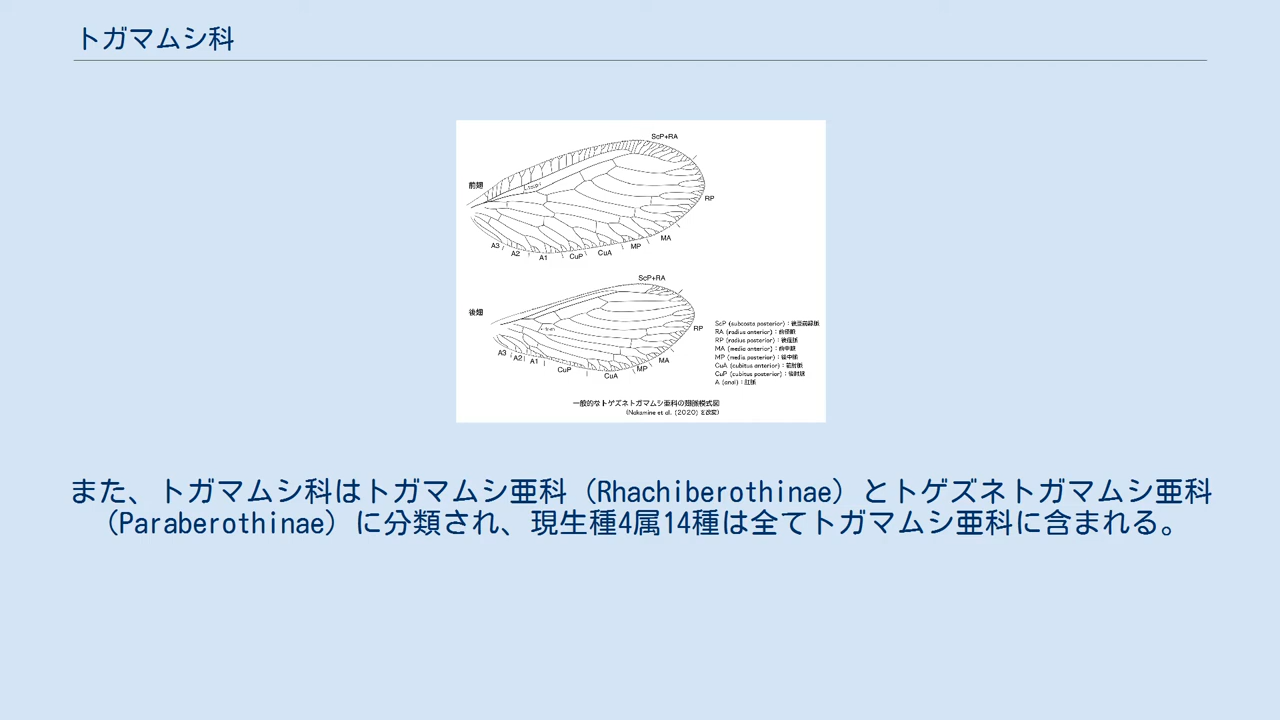 トガマムシ科
ScP+RA
前翅
RP
MA
MP
CuA
CuP
A1
A2
A3
ScP+RA
後翅
RP
MA
MP
CuA
CuP
A1
A2
A3
ScP (subcosta posterior)：後亜前縁脈
RA (radius anterior)：前径脈
RP (radius posterior)：後径脈
MA (media anterior)：前中脈
MP (media posterior)：後中脈
CuA (cubitus anterior)：前肘脈
CuP (cubitus posterior)：後肘脈
A (anal)：肛脈
一般的なトゲズネトガマムシ亜科の翅脈模式図
(Nakamine et al. (2020) を改変)
また、トガマムシ科はトガマムシ亜科（Rhachiberothinae）とトゲズネトガマムシ亜科
（Paraberothinae）に分類され、現生種4属14種は全てトガマムシ亜科に含まれる。